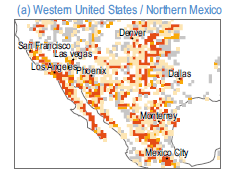 (a) Western United States / Northern Mexico
Denver
San Francisco
Las vegas
Los Angeles Phoenix
Dallas
Monterrey
Mexico City